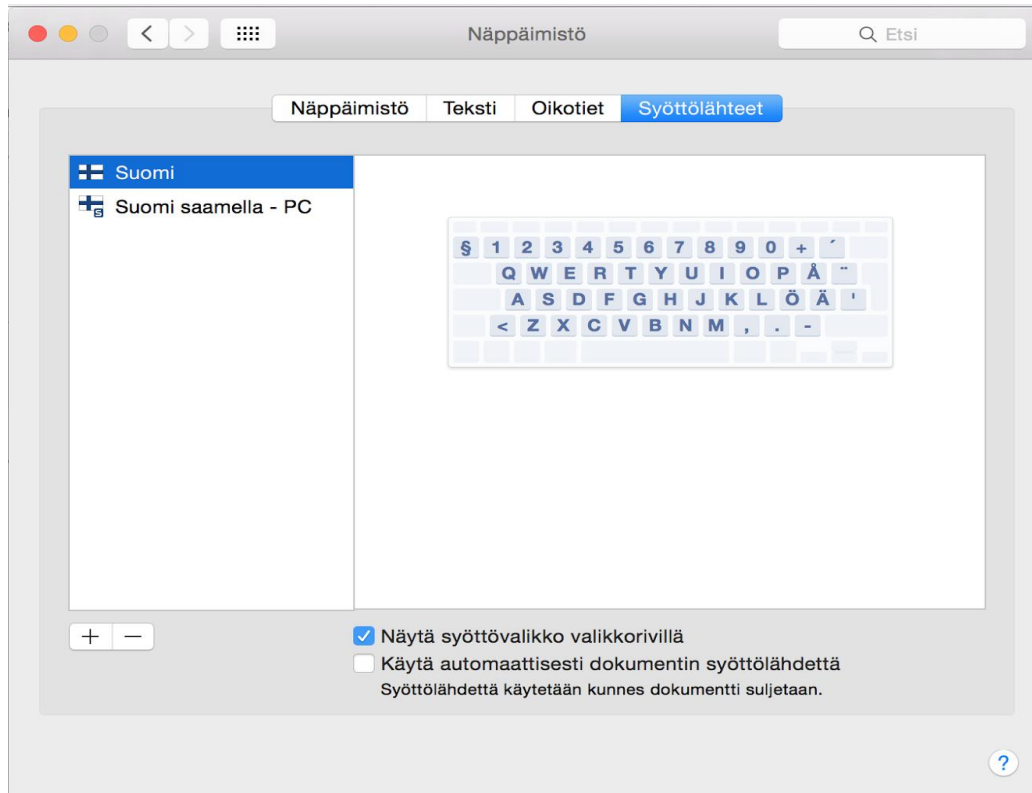 Näppäimistö
Etsi
Näppäimistö Teksti Oikotiet Syöttölähteet
Suomi
Suomi saamella - PC
§ 1 2 3 4 5 6 7 8 9 0 + ´
Q W E R T Y U I O P Å ¨
A S D F G H J K L Ö Ä '
< Z X C V B N M , . -
+ −
Näytä syöttövalikko valikkorivillä
Käytä automaattisesti dokumentin syöttölähdettä
Syöttölähdettä käytetään kunnes dokumentti suljetaan.
?